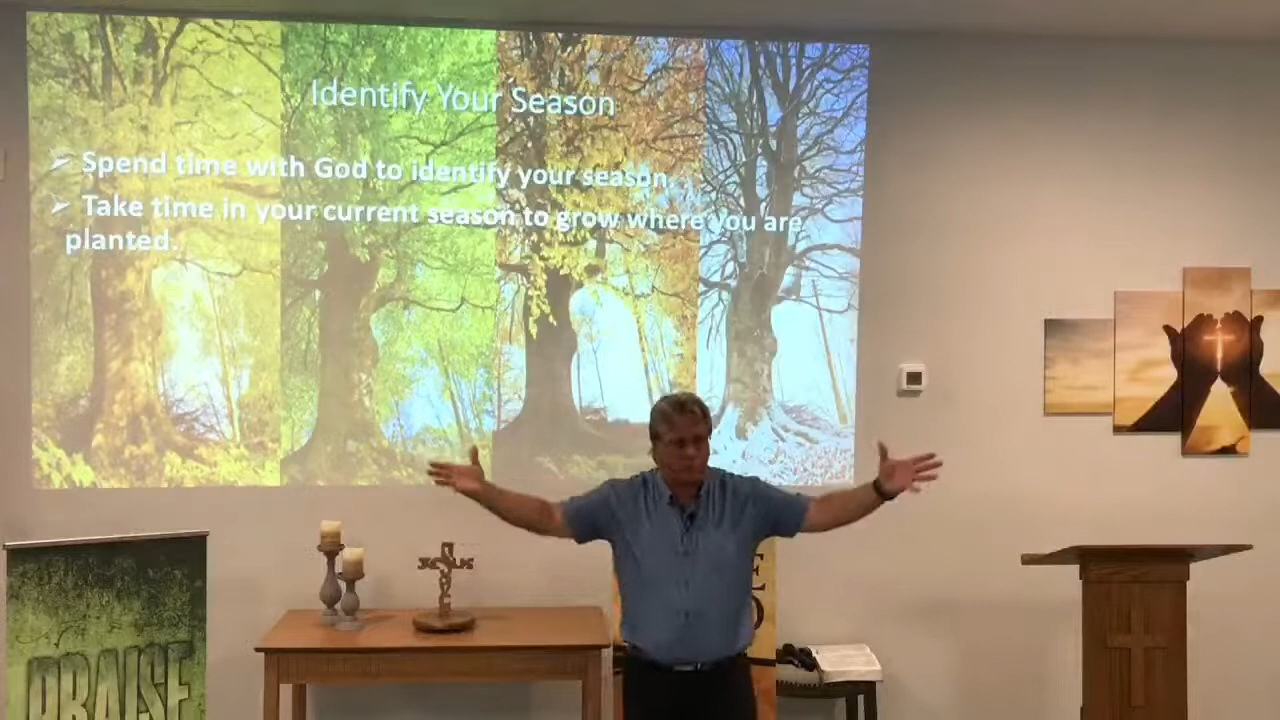 Identify Your Season
➢ Spend time with God to identify your season.
➢ Take time in your current season to grow where you are
planted.
JESUS
PRAISE